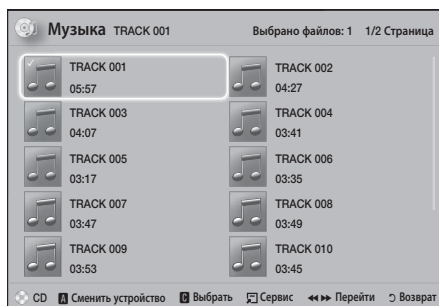 Музыка TRACK 001 Выбрано файлов: 1 1/2 Страница
TRACK 001 TRACK 002
05:57 04:27
TRACK 003 TRACK 004
04:07 03:41
TRACK 005 TRACK 006
03:17 03:35
TRACK 007 TRACK 008
03:47 03:49
TRACK 009 TRACK 010
03:53 03:45
CD A Сменить устройство C Выбрать Сервис Перейти Возврат